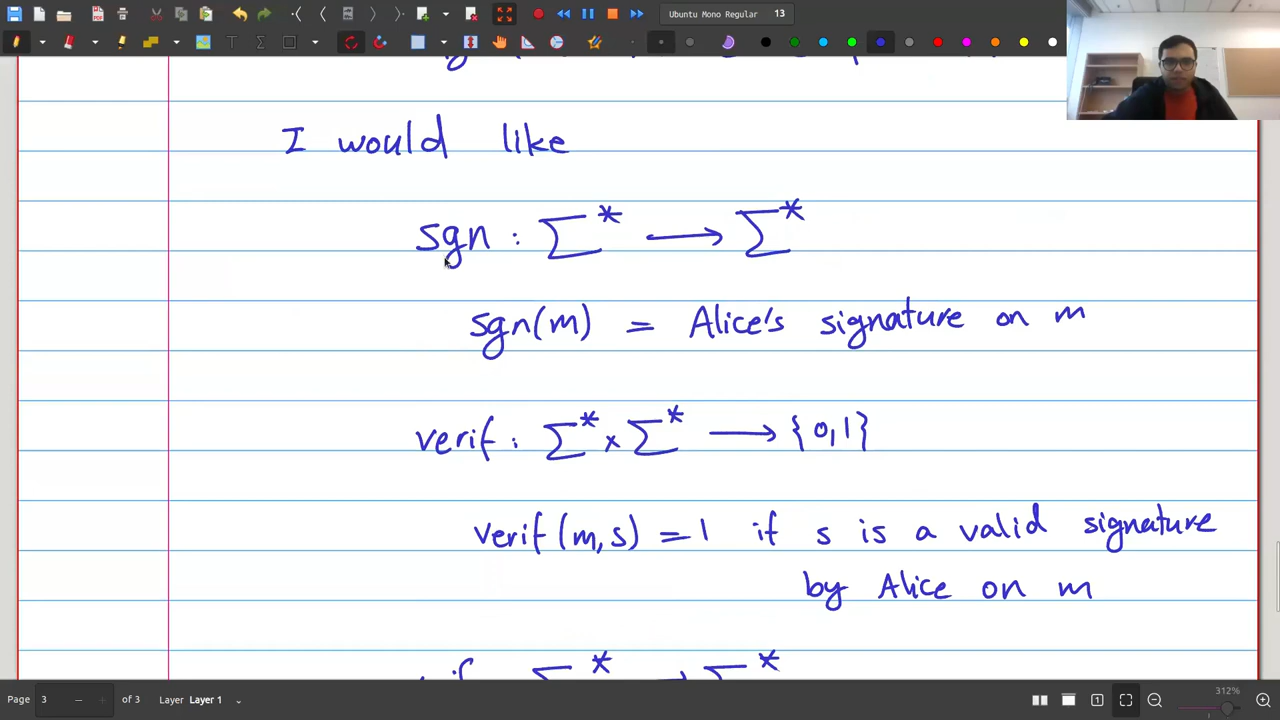 Ubuntu Mono Regular 13
I would like
sgn : Σ* → Σ*
sgn(m) = Alice's signature on m
verif : Σ* × Σ* → {0,1}
verif(m,s) = 1 if s is a valid signature
by Alice on m
Σ* → Σ*
Page 3 of 3 Layer Layer 1 312%